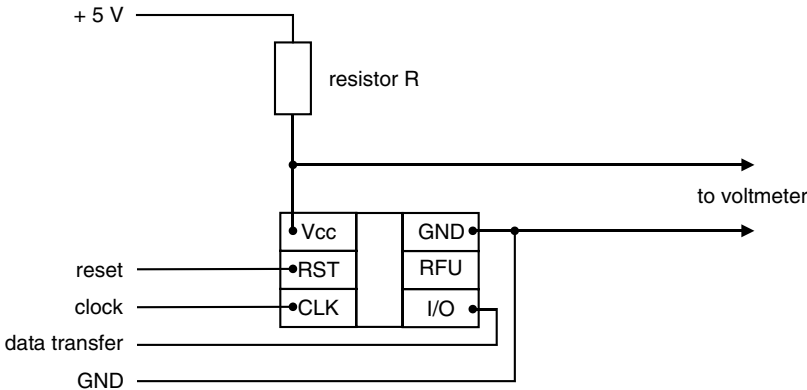 + 5 V
resistor R
to voltmeter
Vcc
GND
reset
RST
RFU
clock
CLK
I/O
data transfer
GND